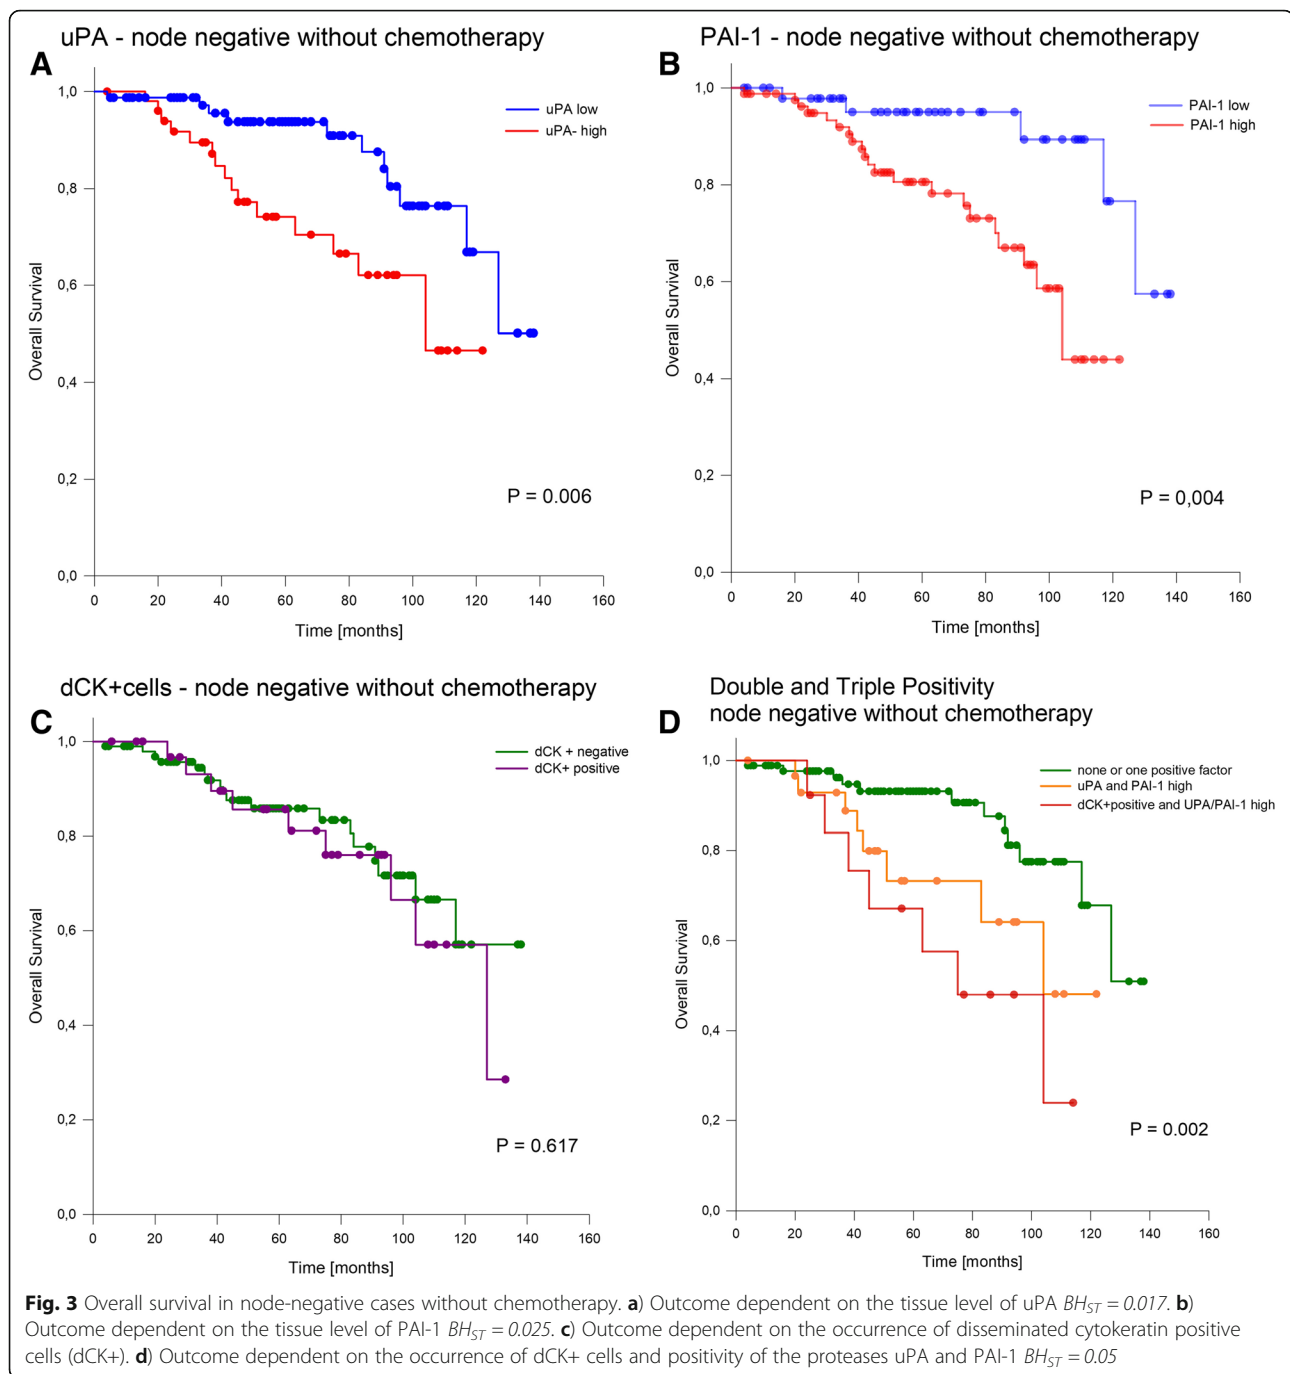 uPA - node negative without chemotherapy
A
1,0
0,8
0,6
0,4
0,2
0,0
Overall Survival
uPA low
uPA- high
P = 0.006
0 20 40 60 80 100 120 140 160
Time [months]
PAI-1 - node negative without chemotherapy
B
1,0
0,8
0,6
0,4
0,2
0,0
Overall Survival
PAI-1 low
PAI-1 high
P = 0,004
0 20 40 60 80 100 120 140 160
Time [months]
dCK+cells - node negative without chemotherapy
C
1,0
0,8
0,6
0,4
0,2
0,0
Overall Survival
dCK + negative
dCK+ positive
P = 0.617
0 20 40 60 80 100 120 140 160
Time [months]
Double and Triple Positivity
node negative without chemotherapy
D
1,0
0,8
0,6
0,4
0,2
0,0
Overall Survival
none or one positive factor
uPA and PAI-1 high
dCK+positive and UPA/PAI-1 high
P = 0.002
0 20 40 60 80 100 120 140 160
Time [months]
Fig. 3 Overall survival in node-negative cases without chemotherapy. a) Outcome dependent on the tissue level of uPA BH_ST = 0.017. b)
Outcome dependent on the tissue level of PAI-1 BH_ST = 0.025. c) Outcome dependent on the occurrence of disseminated cytokeratin positive
cells (dCK+). d) Outcome dependent on the occurrence of dCK+ cells and positivity of the proteases uPA and PAI-1 BH_ST = 0.05